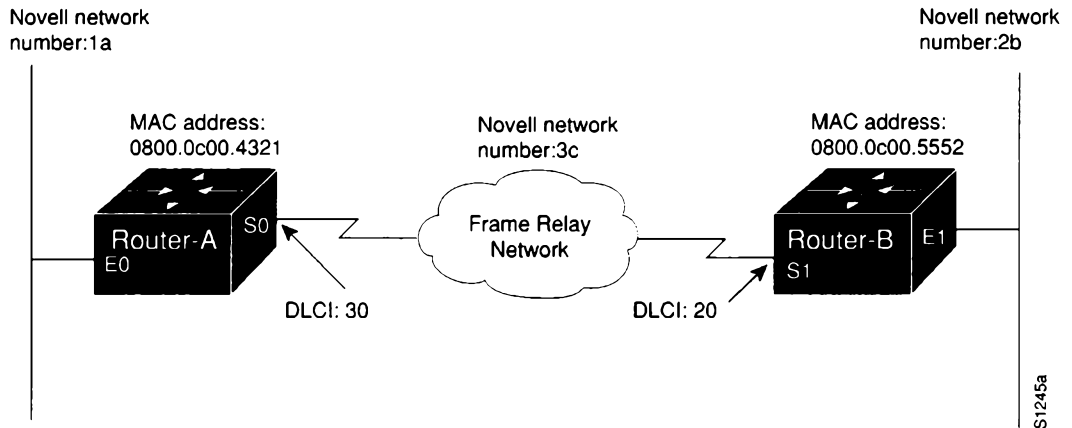 Novell network
number:1a
Novell network
number:2b
MAC address:
0800.0c00.4321
Novell network
number:3c
MAC address:
0800.0c00.5552
S0
Router-A
E0
Frame Relay
Network
Router-B
E1
S1
DLCI: 30
DLCI: 20
S1245a